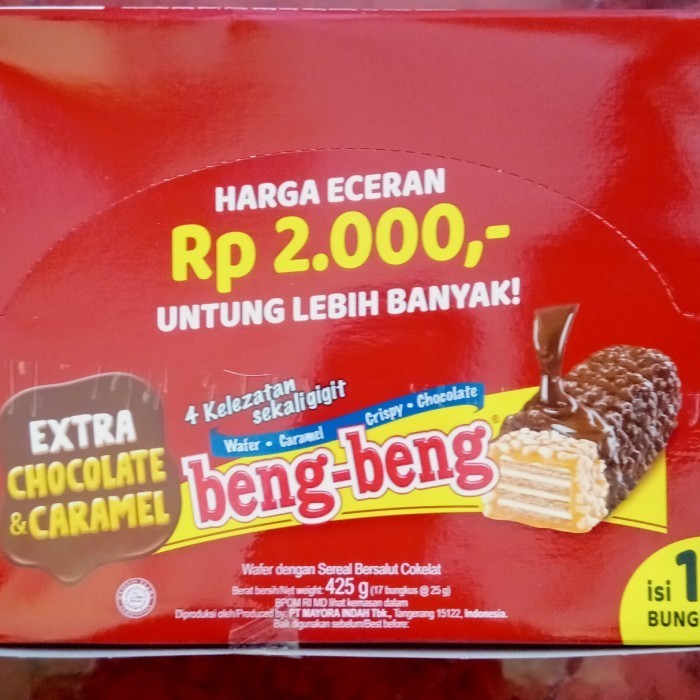 HARGA ECERAN
Rp 2.000,-
UNTUNG LEBIH BANYAK!
4 Kelezatan
sekali gigit
Wafer • Caramel Crispy • Chocolate
beng-beng®
EXTRA
CHOCOLATE
& CARAMEL
Wafer dengan Sereal Bersalut Cokelat
Berat bersih/Net weight: 425 g (17 bungkus @ 25 g)
BPOM RI MD lihat kemasan dalam
Diproduksi oleh/Produced by: PT MAYORA INDAH Tbk., Tangerang 15122, Indonesia.
Baik digunakan sebelum/Best before:
isi 1
BUNG